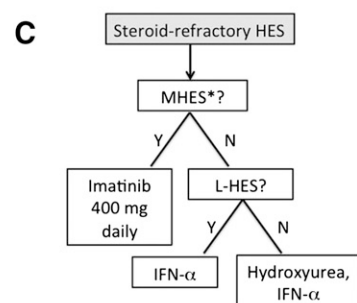 C
Steroid-refractory HES
MHES*?
Y
N
Imatinib
400 mg
daily
L-HES?
Y
N
IFN-α
Hydroxyurea,
IFN-α